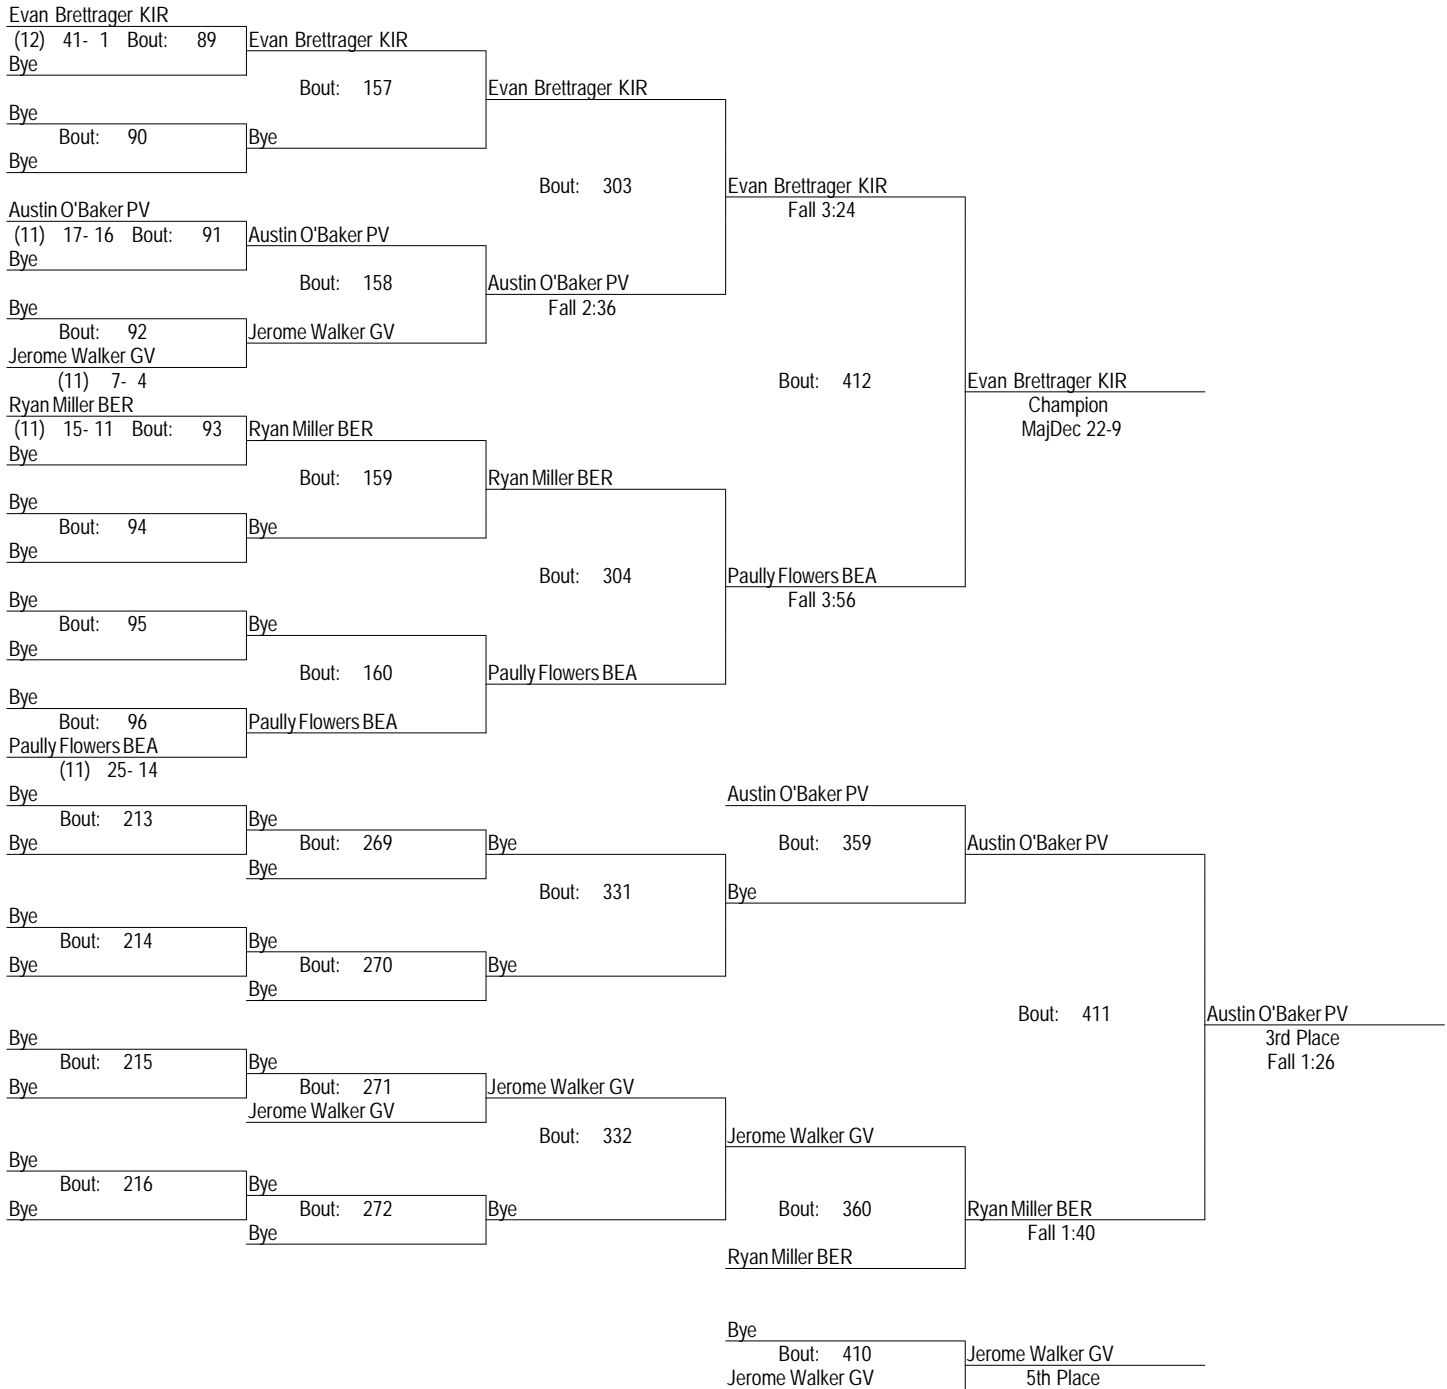 Evan Brettrager KIR
(12) 41- 1 Bout: 89 Evan Brettrager KIR
Bye
Bout: 157 Evan Brettrager KIR
Bye
Bout: 90 Bye
Bye
Bout: 303 Evan Brettrager KIR
Austin O'Baker PV Fall 3:24
(11) 17- 16 Bout: 91 Austin O'Baker PV
Bye
Bout: 158 Austin O'Baker PV
Bye Fall 2:36
Bout: 92 Jerome Walker GV
Jerome Walker GV
(11) 7- 4 Bout: 412 Evan Brettrager KIR
Ryan Miller BER Champion
(11) 15- 11 Bout: 93 Ryan Miller BER MajDec 22-9
Bye
Bout: 159 Ryan Miller BER
Bye
Bout: 94 Bye
Bye
Bout: 304 Paully Flowers BEA
Bye Fall 3:56
Bout: 95 Bye
Bye
Bout: 160 Paully Flowers BEA
Bye
Bout: 96 Paully Flowers BEA
Paully Flowers BEA
(11) 25- 14
Bye Austin O'Baker PV
Bout: 213 Bye
Bye Bout: 269 Bye Bout: 359 Austin O'Baker PV
Bye
Bout: 331 Bye
Bye
Bout: 214 Bye
Bye Bout: 270 Bye
Bye
Bout: 411 Austin O'Baker PV
Bye 3rd Place
Bout: 215 Bye Fall 1:26
Bye Bout: 271 Jerome Walker GV
Jerome Walker GV
Bout: 332 Jerome Walker GV
Bye
Bout: 216 Bye
Bye Bout: 272 Bye Bout: 360 Ryan Miller BER
Bye Fall 1:40
Ryan Miller BER
Bye
Bout: 410 Jerome Walker GV
Jerome Walker GV 5th Place